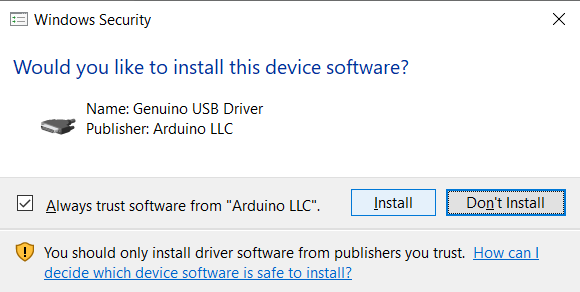 Windows Security
Would you like to install this device software?
Name: Genuino USB Driver
Publisher: Arduino LLC
Always trust software from "Arduino LLC".
Install
Don't Install
You should only install driver software from publishers you trust. How can I
decide which device software is safe to install?